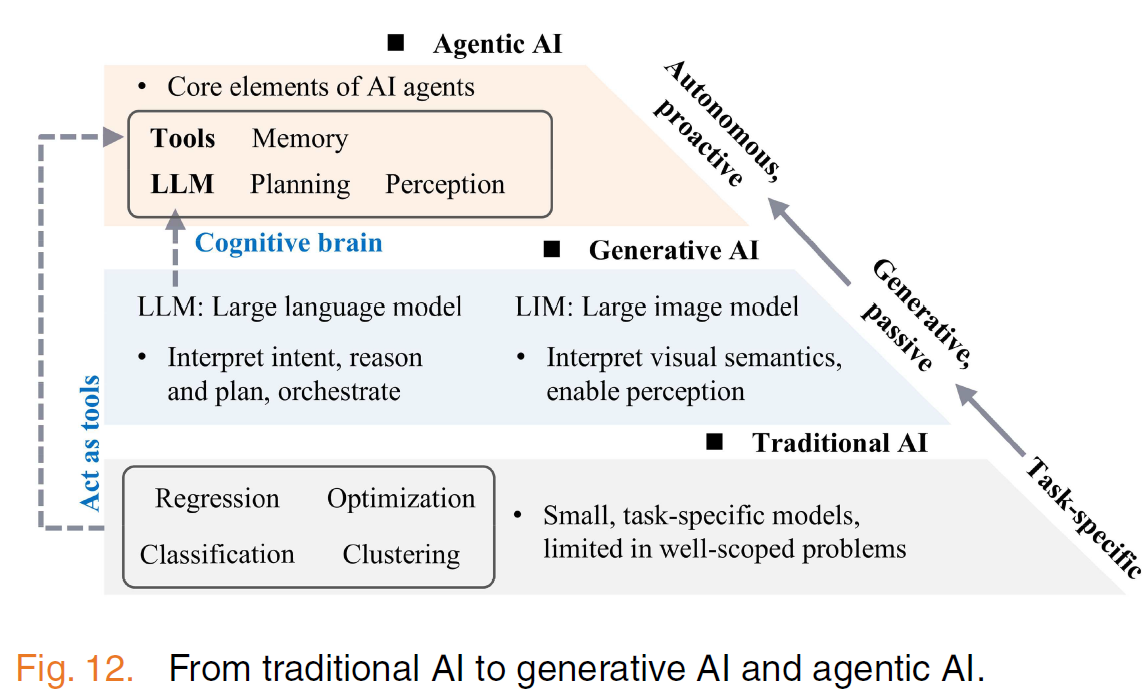 ■ Agentic AI
• Core elements of AI agents
Tools Memory
LLM Planning Perception
Autonomous,
proactive
Cognitive brain
■ Generative AI
LLM: Large language model
• Interpret intent, reason
and plan, orchestrate
LIM: Large image model
• Interpret visual semantics,
enable perception
Generative,
passive
Act as tools
■ Traditional AI
Regression Optimization
Classification Clustering
• Small, task-specific models,
limited in well-scoped problems
Task-specific
Fig. 12. From traditional AI to generative AI and agentic AI.